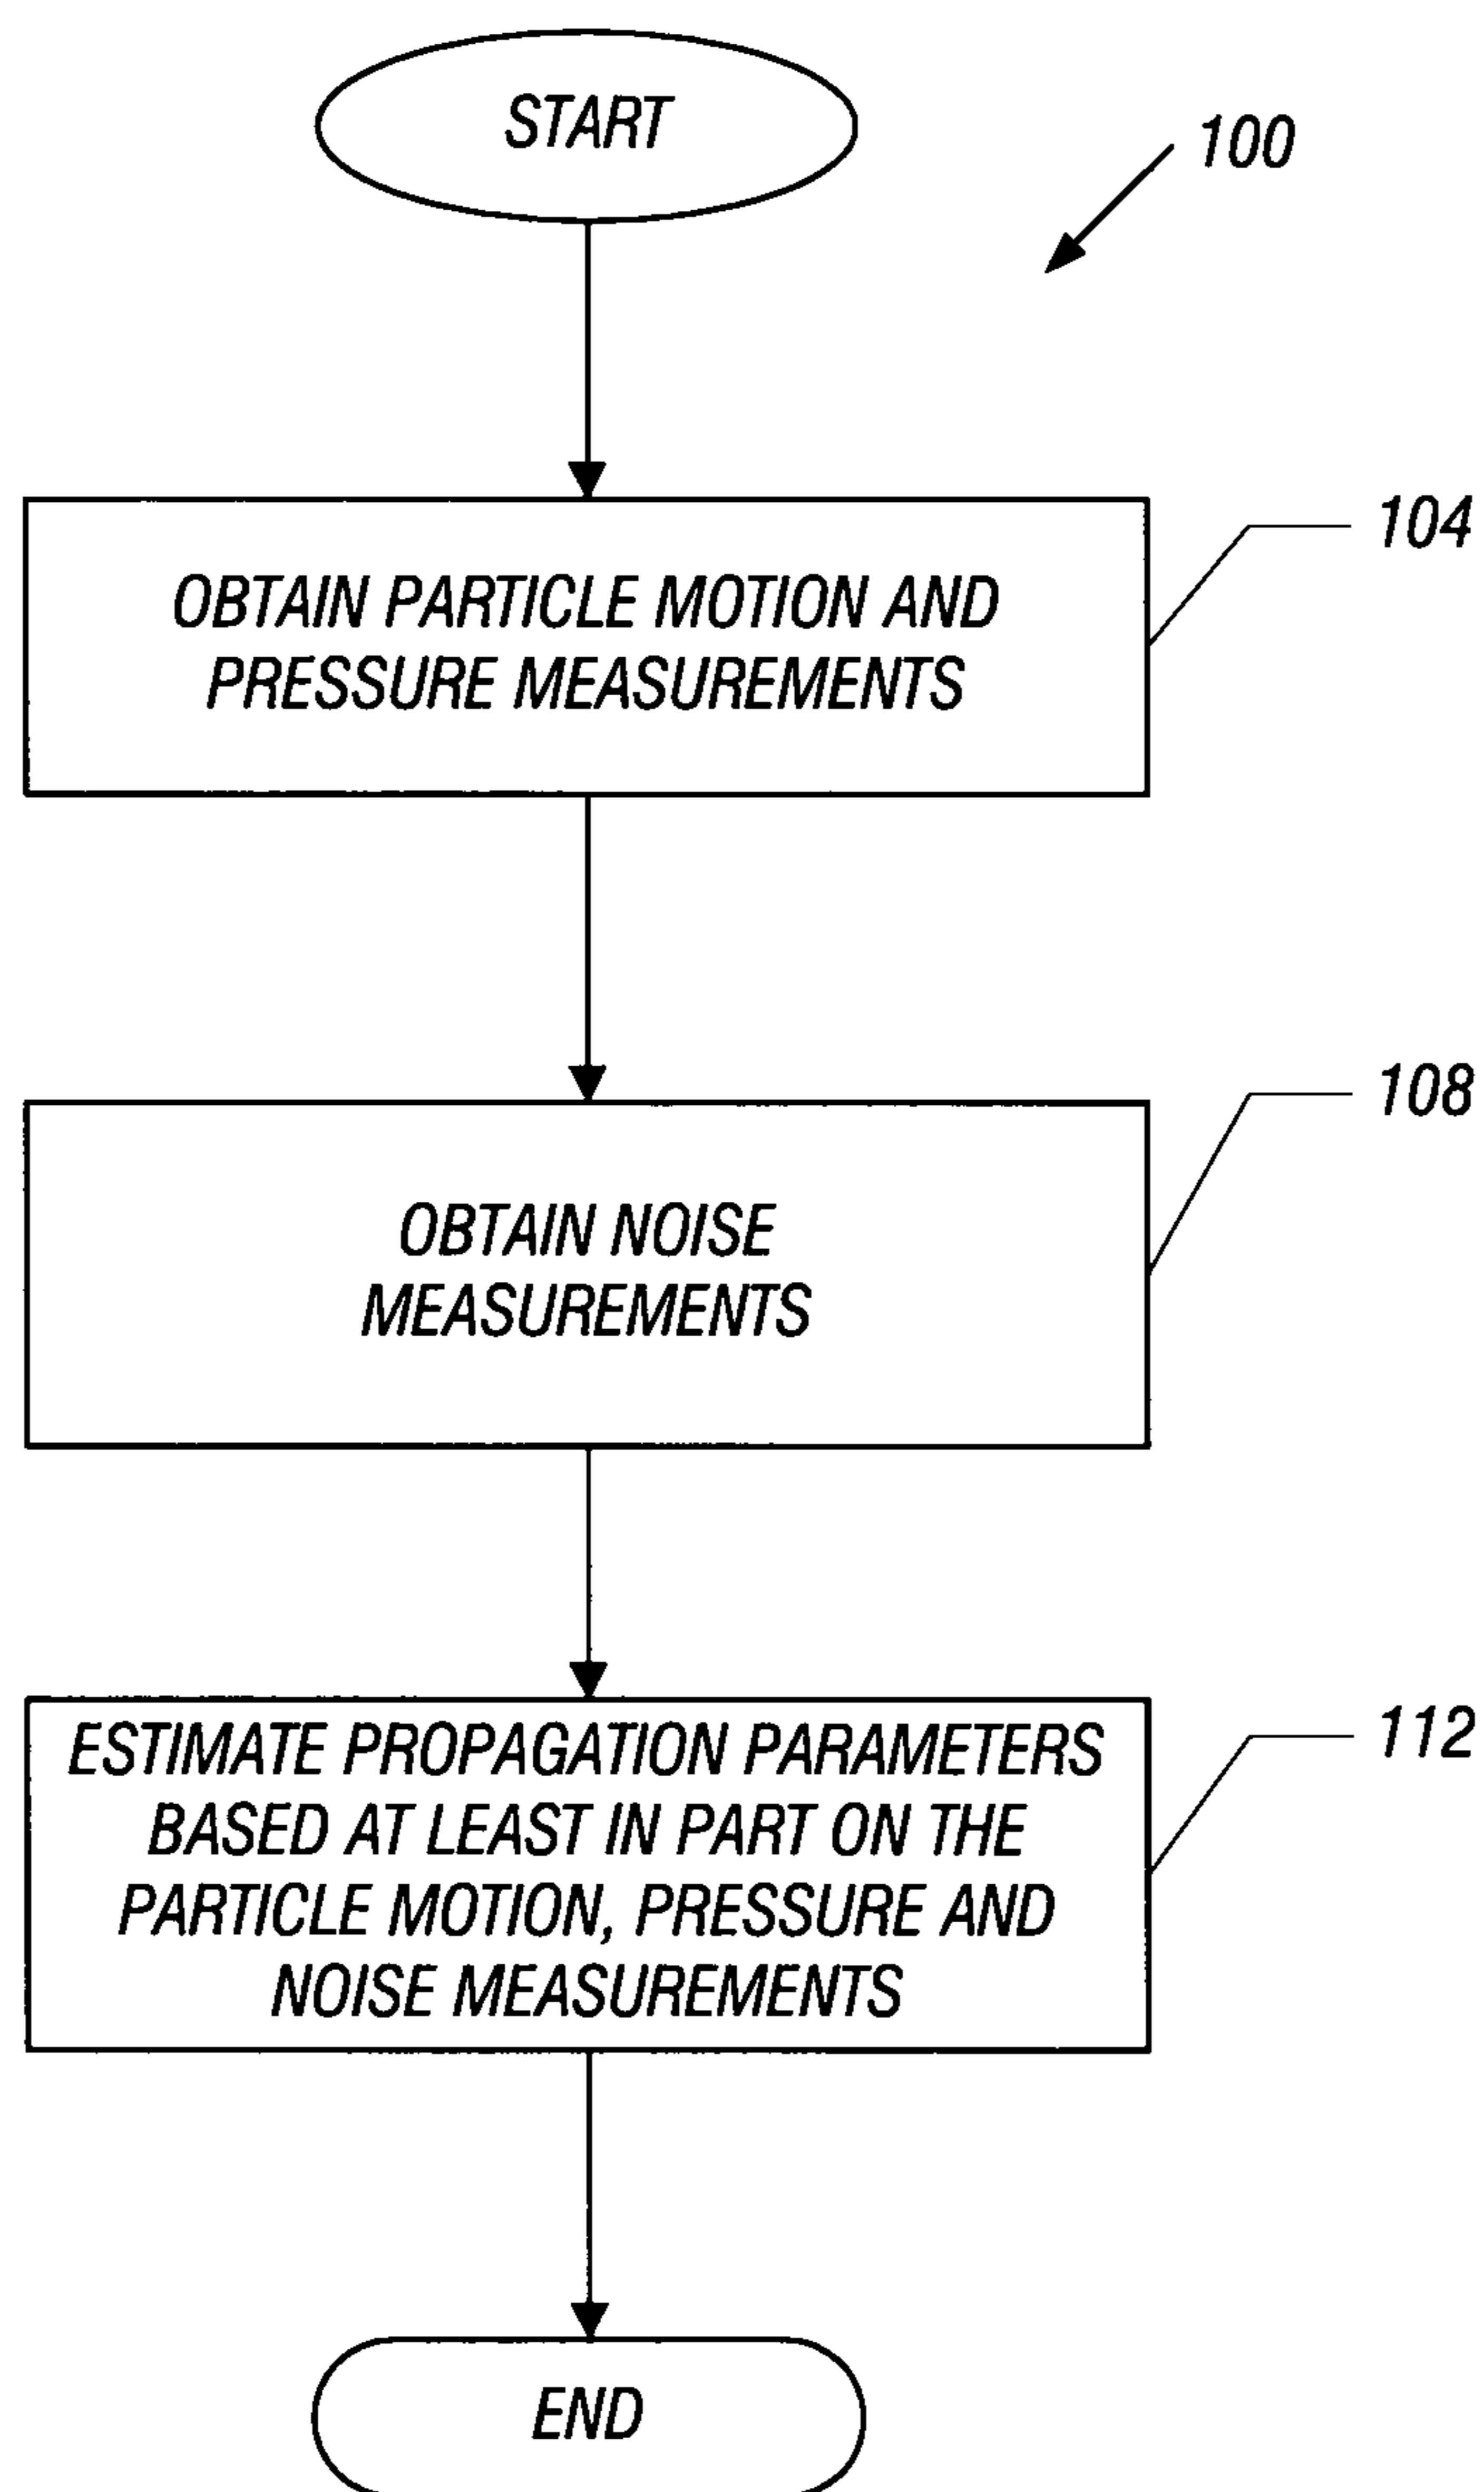 START
100
OBTAIN PARTICLE MOTION AND
PRESSURE MEASUREMENTS
104
OBTAIN NOISE
MEASUREMENTS
108
ESTIMATE PROPAGATION PARAMETERS
BASED AT LEAST IN PART ON THE
PARTICLE MOTION, PRESSURE AND
NOISE MEASUREMENTS
112
END